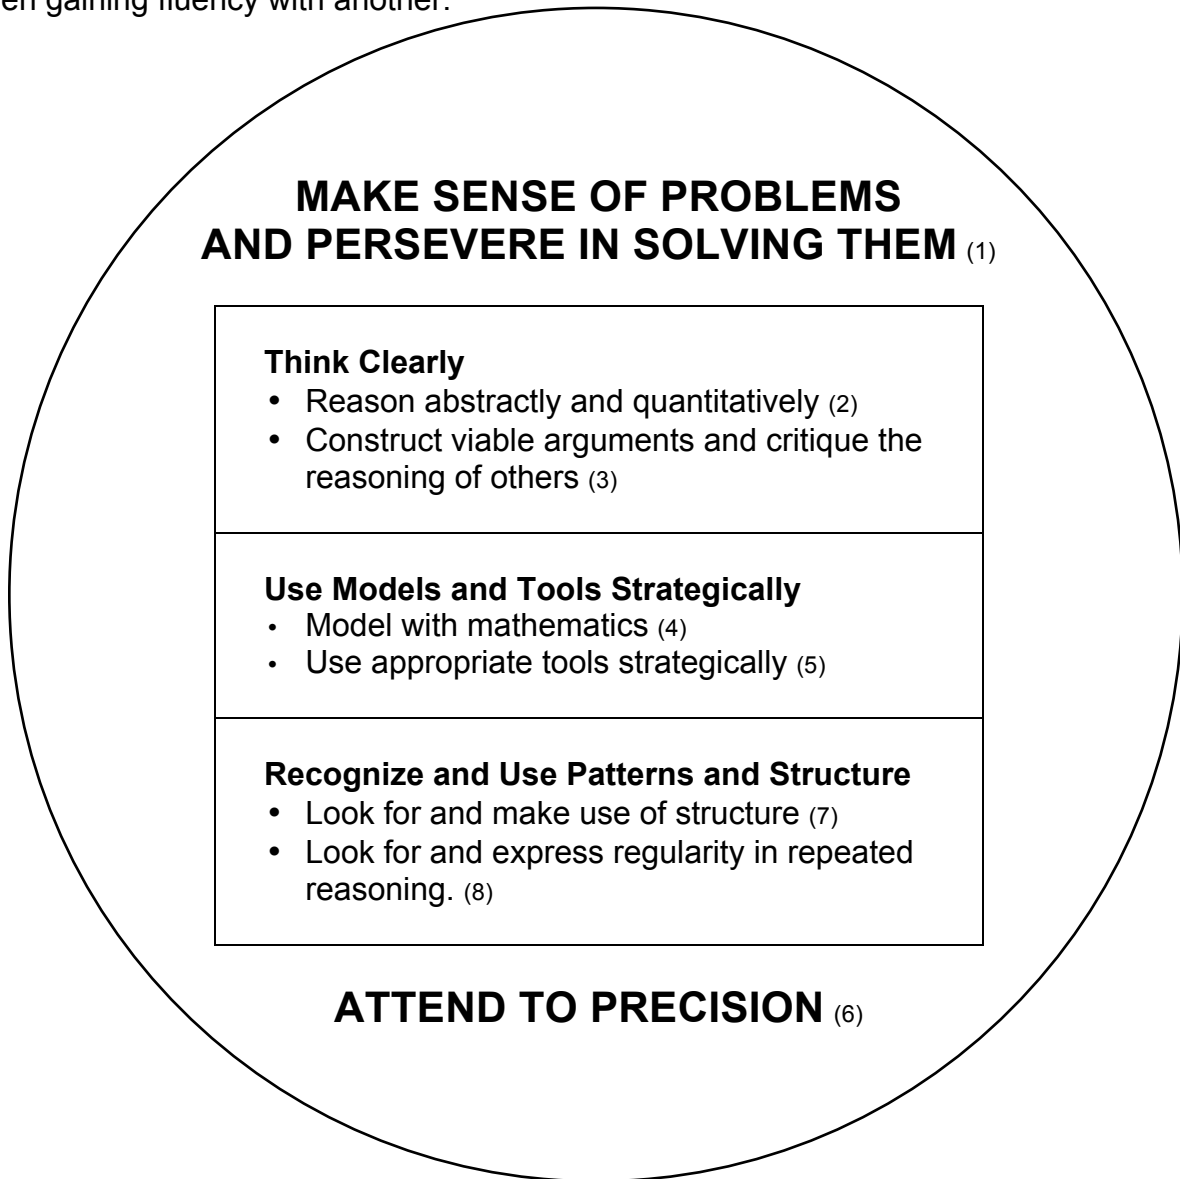 gaining fluency with another.
MAKE SENSE OF PROBLEMS
AND PERSEVERE IN SOLVING THEM (1)
Think Clearly
• Reason abstractly and quantitatively (2)
• Construct viable arguments and critique the
reasoning of others (3)
Use Models and Tools Strategically
• Model with mathematics (4)
• Use appropriate tools strategically (5)
Recognize and Use Patterns and Structure
• Look for and make use of structure (7)
• Look for and express regularity in repeated
reasoning. (8)
ATTEND TO PRECISION (6)